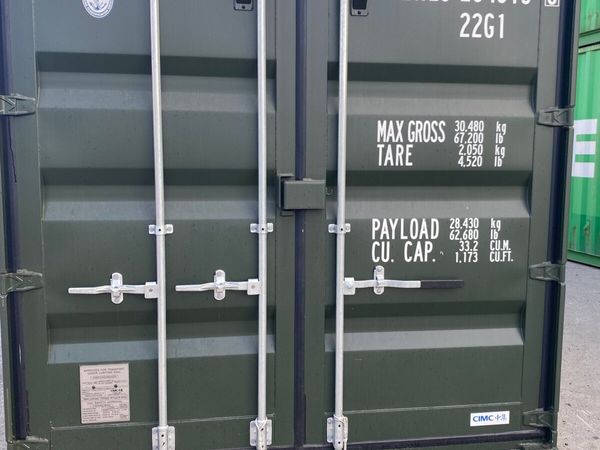 22G1
MAX GROSS 30.480 kg
67.200 lb
TARE 2.050 kg
4.520 lb
PAYLOAD 28.430 kg
62.680 lb
CU. CAP. 33.2 CU.M.
1.173 CU.FT.
CIMC